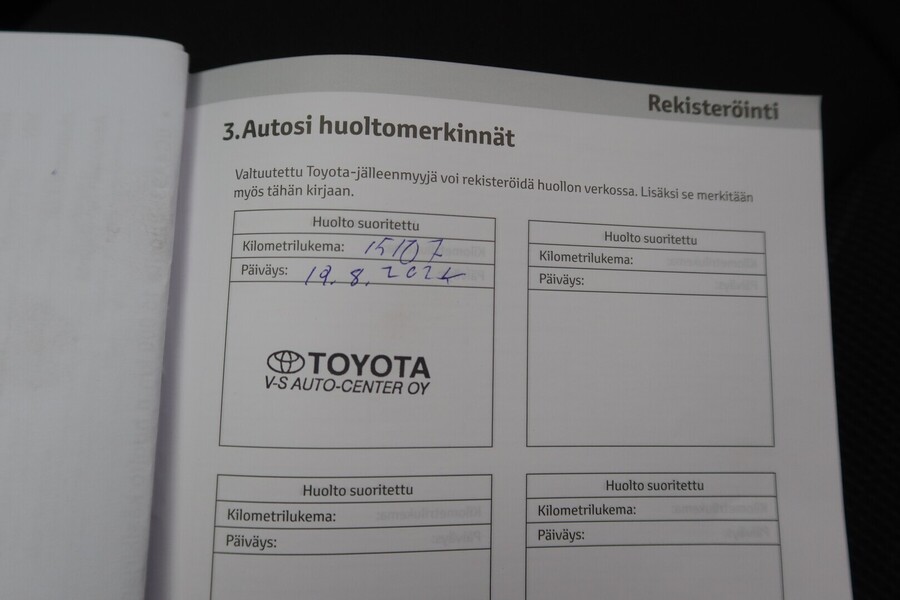 Rekisteröinti
3.Autosi huoltomerkinnät
Valtuutettu Toyota-jälleenmyyjä voi rekisteröidä huollon verkossa. Lisäksi se merkitään
myös tähän kirjaan.
Huolto suoritettu
Kilometrilukema: 15107
Päiväys: 19.8.2024
TOYOTA
V-S AUTO-CENTER OY
Huolto suoritettu
Kilometrilukema:
Päiväys:
Huolto suoritettu
Kilometrilukema:
Päiväys:
Huolto suoritettu
Kilometrilukema:
Päiväys: